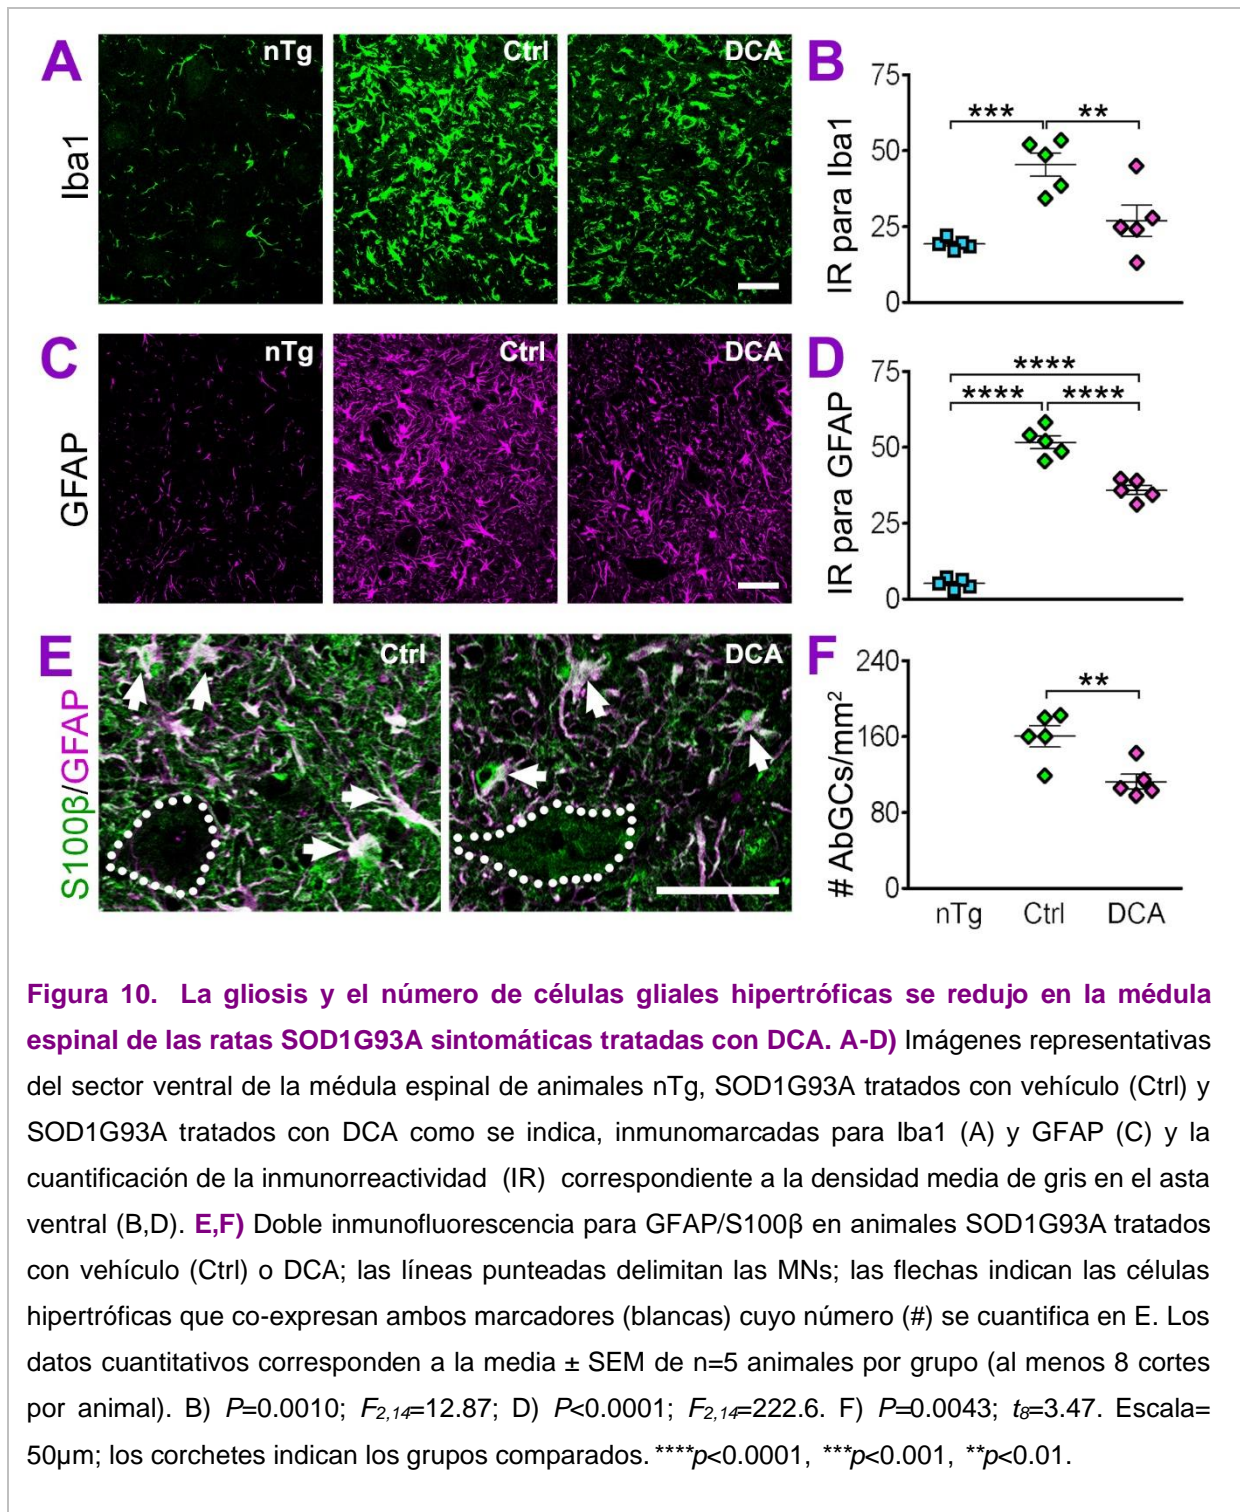 A
nTg
Ctrl
DCA
Iba1
B
75
50
25
0
IR para Iba1
***
**
C
nTg
Ctrl
DCA
GFAP
D
75
50
25
0
IR para GFAP
****
****
****
E
Ctrl
DCA
S100β/GFAP
F
240
160
80
0
# AbGCs/mm²
**
nTg
Ctrl
DCA
Figura 10. La gliosis y el número de células gliales hipertróficas se redujo en la médula
espinal de las ratas SOD1G93A sintomáticas tratadas con DCA. A-D) Imágenes representativas
del sector ventral de la médula espinal de animales nTg, SOD1G93A tratados con vehículo (Ctrl) y
SOD1G93A tratados con DCA como se indica, inmunomarcadas para Iba1 (A) y GFAP (C) y la
cuantificación de la inmunorreactividad (IR) correspondiente a la densidad media de gris en el asta
ventral (B,D). E,F) Doble inmunofluorescencia para GFAP/S100β en animales SOD1G93A tratados
con vehículo (Ctrl) o DCA; las líneas punteadas delimitan las MNs; las flechas indican las células
hipertróficas que co-expresan ambos marcadores (blancas) cuyo número (#) se cuantifica en E. Los
datos cuantitativos corresponden a la media ± SEM de n=5 animales por grupo (al menos 8 cortes
por animal). B) P=0.0010; F2,14=12.87; D) P<0.0001; F2,14=222.6. F) P=0.0043; t8=3.47. Escala=
50µm; los corchetes indican los grupos comparados. ****p<0.0001, ***p<0.001, **p<0.01.